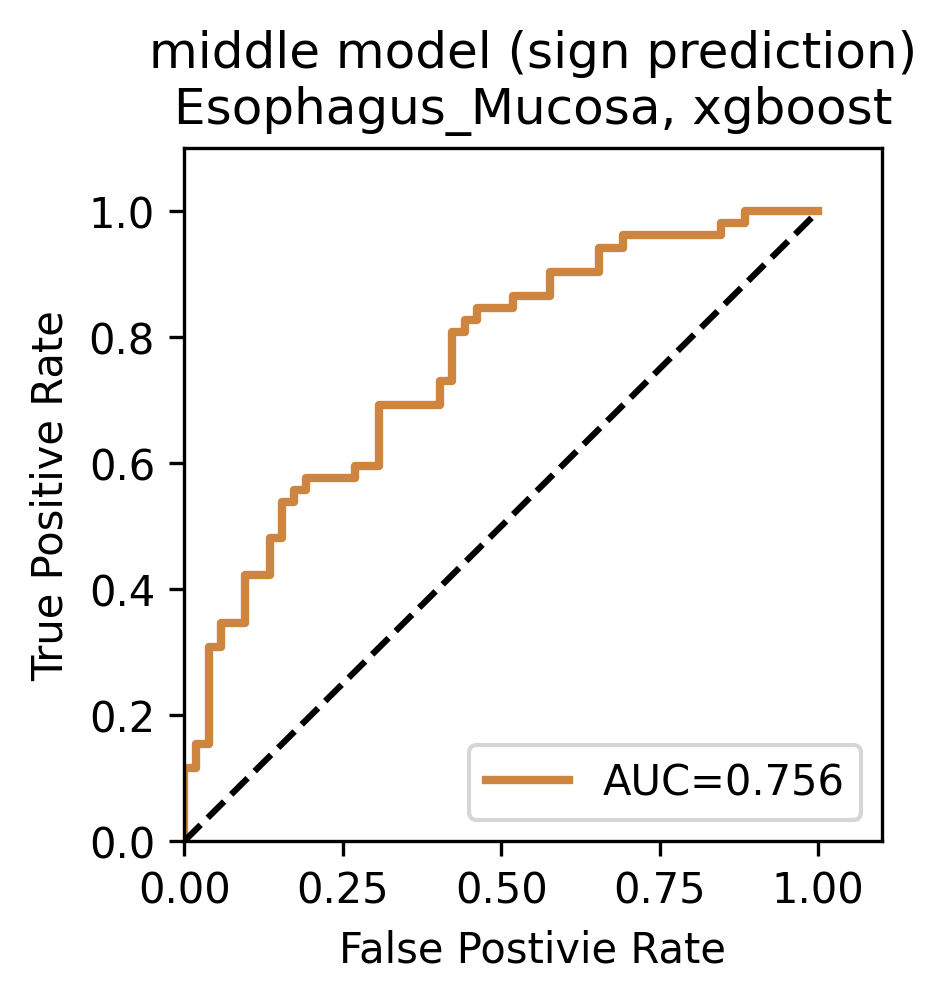 middle model (sign prediction)
Esophagus_Mucosa, xgboost
1.0
0.8
0.6
0.4
0.2
0.0
True Positive Rate
AUC=0.756
0.00 0.25 0.50 0.75 1.00
False Postivie Rate